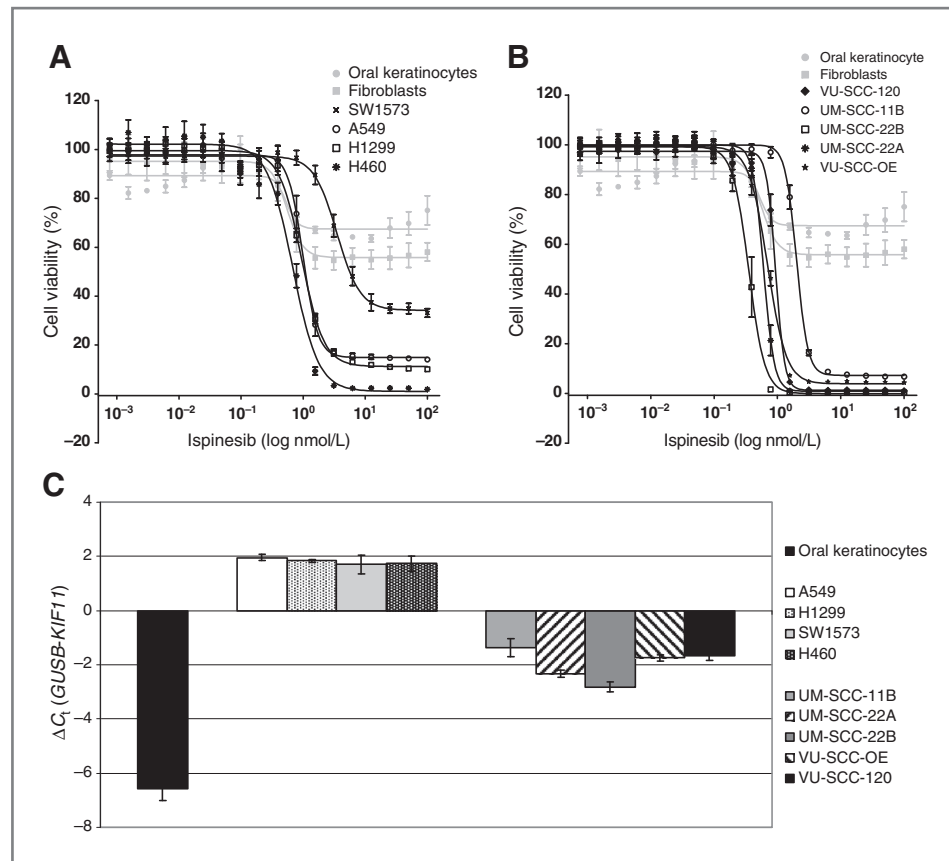 A
Oral keratinocytes
Fibroblasts
SW1573
A549
H1299
H460
120
100
80
60
40
20
0
–20
Cell viability (%)
10⁻³
10⁻²
10⁻¹
10⁰
10¹
10²
Ispinesib (log nmol/L)
B
Oral keratinocyte
Fibroblasts
VU-SCC-120
UM-SCC-11B
UM-SCC-22B
UM-SCC-22A
VU-SCC-OE
120
100
80
60
40
20
0
–20
Cell viability (%)
10⁻³
10⁻²
10⁻¹
10⁰
10¹
10²
Ispinesib (log nmol/L)
C
4
2
0
–2
–4
–6
–8
ΔCt (GUSB-KIF11)
Oral keratinocytes
A549
H1299
SW1573
H460
UM-SCC-11B
UM-SCC-22A
UM-SCC-22B
VU-SCC-OE
VU-SCC-120